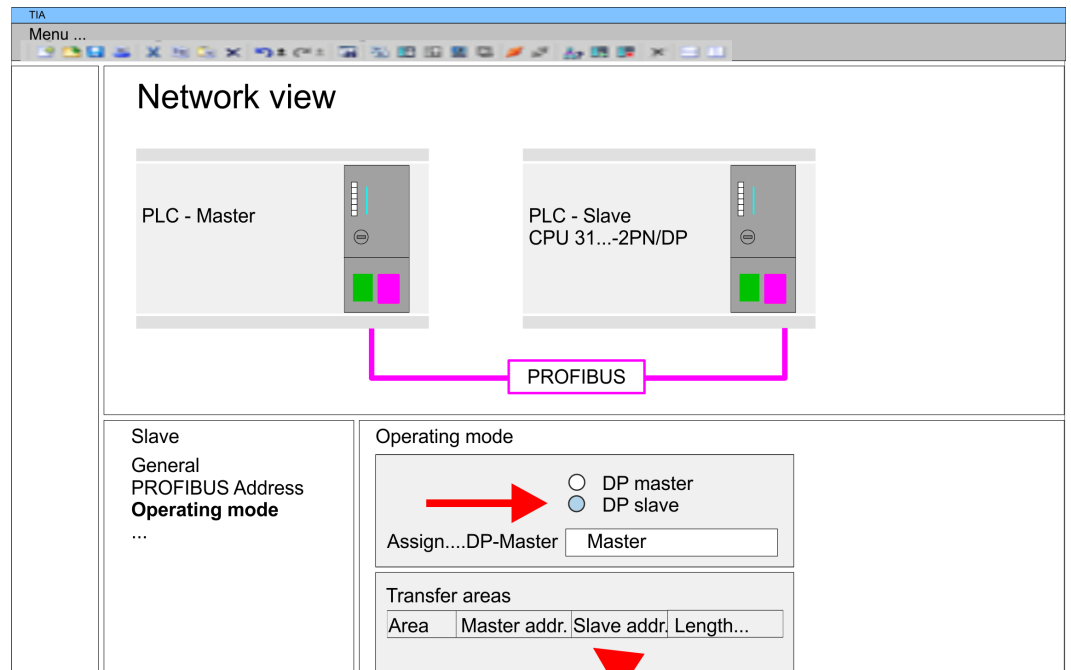 TIA
Menu ...
Network view
PLC - Master
PLC - Slave
CPU 31...-2PN/DP
PROFIBUS
Slave
General
PROFIBUS Address
Operating mode
...
Operating mode
DP master
DP slave
Assign....DP-Master Master
Transfer areas
Area Master addr. Slave addr. Length...